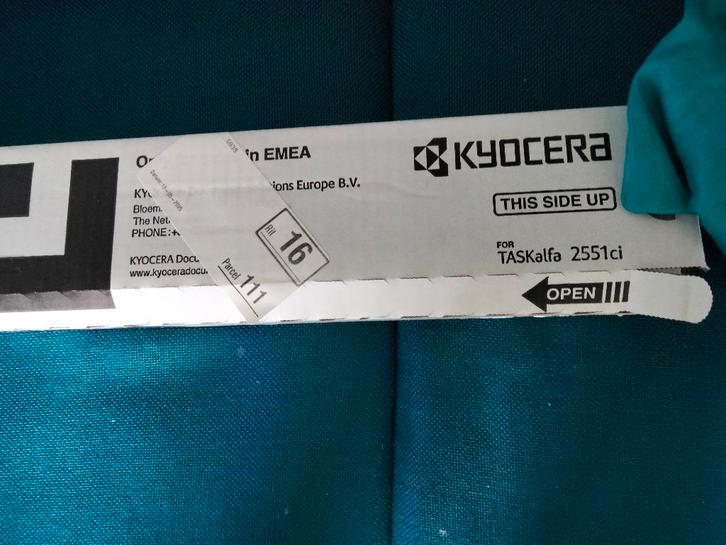 in EMEA
KYOCERA
KYO
ions Europe B.V.
Bloem
The Net
PHONE:+
THIS SIDE UP
KYOCERA Docu
www.kyoceradocu
FOR
TASKalfa 2551ci
OPEN
Rit
16
Parcel
111